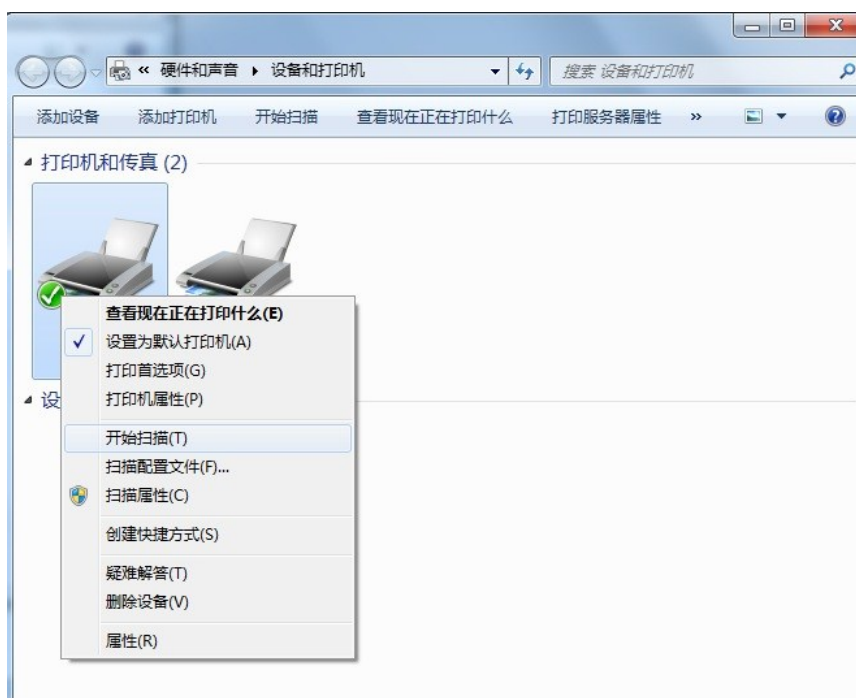 « 硬件和声音 ▸ 设备和打印机
搜索 设备和打印机
添加设备 添加打印机 开始扫描 查看现在正在打印什么 打印服务器属性 »
打印机和传真 (2)
查看现在正在打印什么(E)
设置为默认打印机(A)
打印首选项(G)
打印机属性(P)
设
开始扫描(T)
扫描配置文件(F)...
扫描属性(C)
创建快捷方式(S)
疑难解答(T)
删除设备(V)
属性(R)